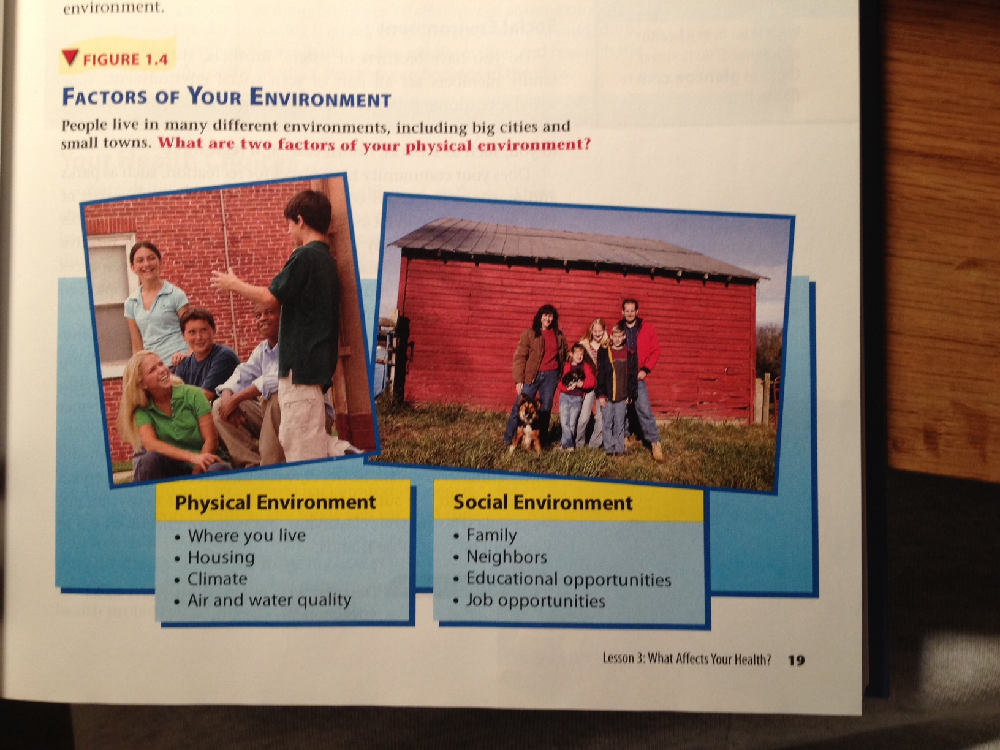 environment.
FIGURE 1.4
FACTORS OF YOUR ENVIRONMENT
People live in many different environments, including big cities and
small towns. What are two factors of your physical environment?
Physical Environment
• Where you live
• Housing
• Climate
• Air and water quality
Social Environment
• Family
• Neighbors
• Educational opportunities
• Job opportunities
Lesson 3: What Affects Your Health? 19